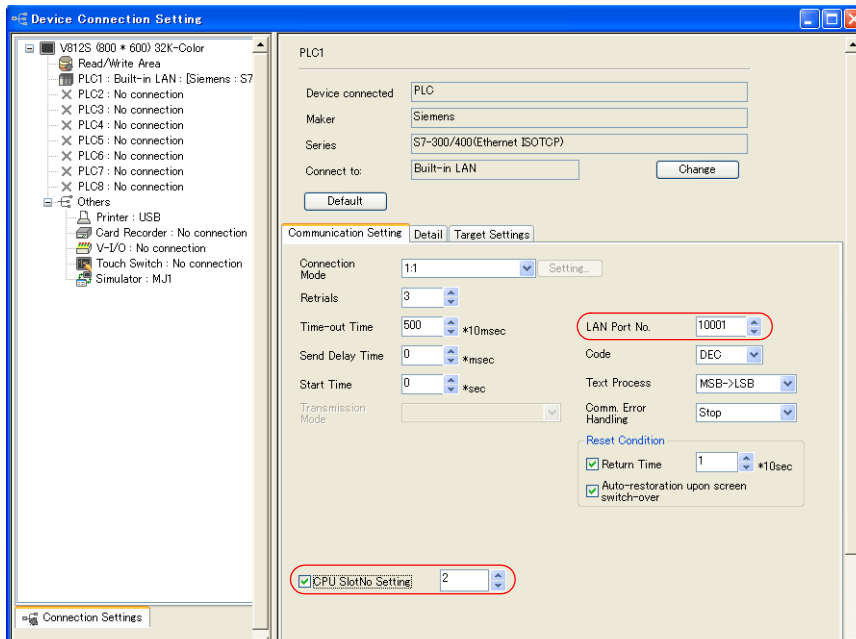 Device Connection Setting
V812S (800 * 600) 32K-Color
Read/Write Area
PLC1 : Built-in LAN : [Siemens : S7
PLC2 : No connection
PLC3 : No connection
PLC4 : No connection
PLC5 : No connection
PLC6 : No connection
PLC7 : No connection
PLC8 : No connection
Others
Printer : USB
Card Recorder : No connection
V-I/O : No connection
Touch Switch : No connection
Simulator : MJ1
Connection Settings
PLC1
Device connected PLC
Maker Siemens
Series S7-300/400(Ethernet ISOTCP)
Connect to: Built-in LAN Change
Default
Communication Setting Detail Target Settings
Connection Mode 1:1 Setting...
Retrials 3
Time-out Time 500 *10msec
Send Delay Time 0 *msec
Start Time 0 *sec
Transmission Mode
LAN Port No. 10001
Code DEC
Text Process MSB->LSB
Comm. Error Handling Stop
Reset Condition
Return Time 1 *10sec
Auto-restoration upon screen switch-over
CPU SlotNo Setting 2